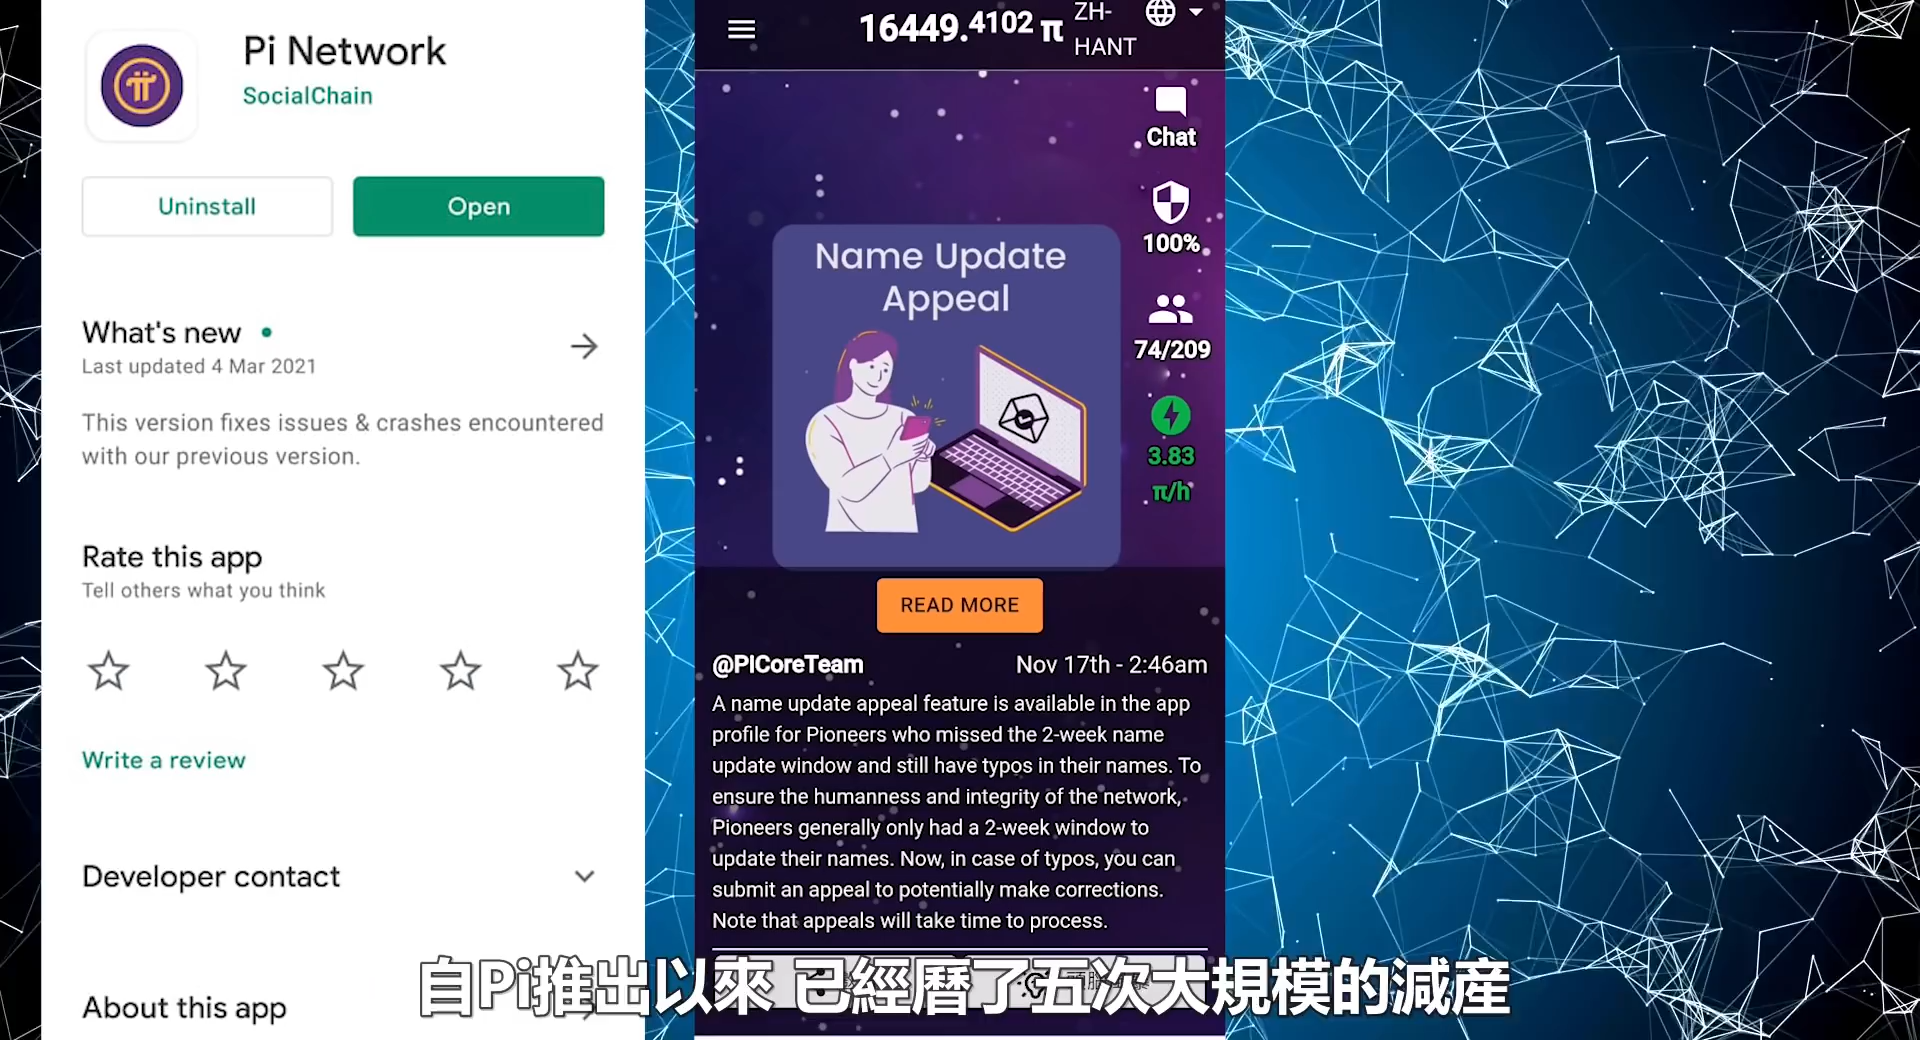 Pi Network
SocialChain
Uninstall
Open
What's new
Last updated 4 Mar 2021
This version fixes issues & crashes encountered
with our previous version.
Rate this app
Tell others what you think
Write a review
Developer contact
About this app
16449.4102 π
ZH-
HANT
Chat
100%
74/209
3.83
π/h
Name Update
Appeal
READ MORE
@PiCoreTeam
Nov 17th - 2:46am
A name update appeal feature is available in the app
profile for Pioneers who missed the 2-week name
update window and still have typos in their names. To
ensure the humanness and integrity of the network,
Pioneers generally only had a 2-week window to
update their names. Now, in case of typos, you can
submit an appeal to potentially make corrections.
Note that appeals will take time to process.
自Pi推出以來 已經曆了五次大規模的減產